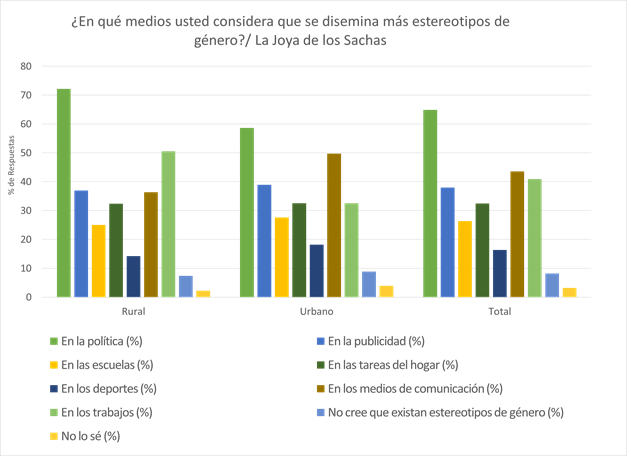 ¿En qué medios usted considera que se disemina más estereotipos de
género?/ La Joya de los Sachas
80
70
60
50
40
30
20
10
0
% de Respuestas
Rural
Urbano
Total
En la política (%)
En la publicidad (%)
En las escuelas (%)
En las tareas del hogar (%)
En los deportes (%)
En los medios de comunicación (%)
En los trabajos (%)
No cree que existan estereotipos de género (%)
No lo sé (%)